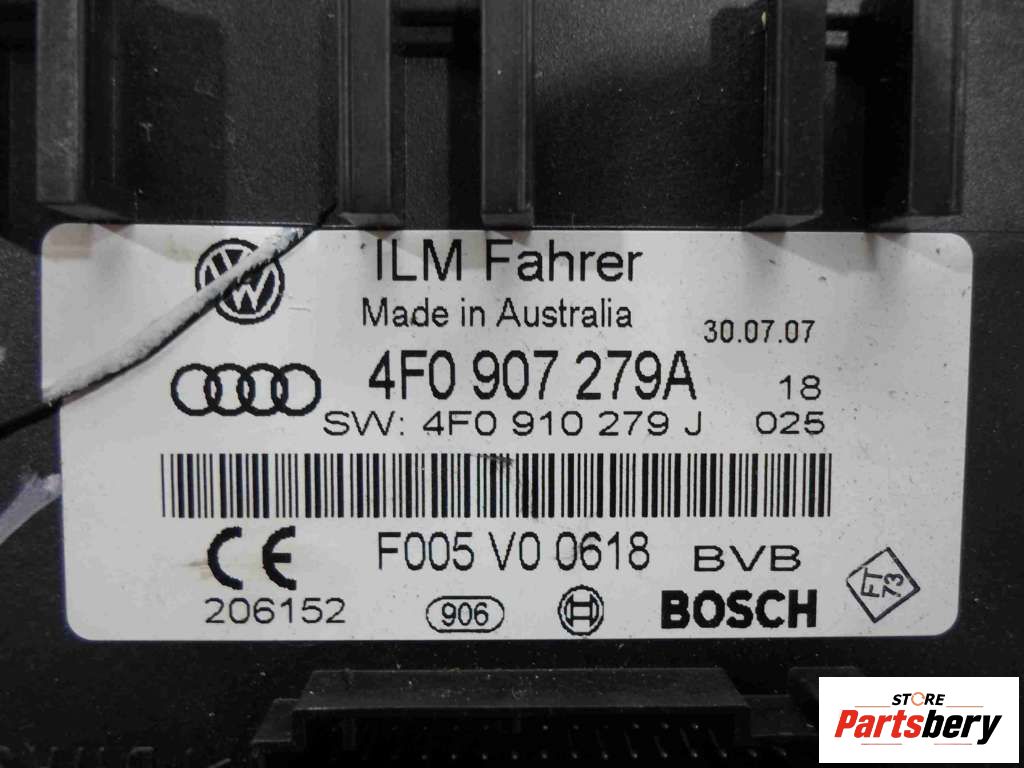 ILM Fahrer
Made in Australia
30.07.07
4F0 907 279A 18
SW: 4F0 910 279 J 025
F005 V0 0618 BVB
CE
206152
906
BOSCH
FT
73
STORE
Partsbery